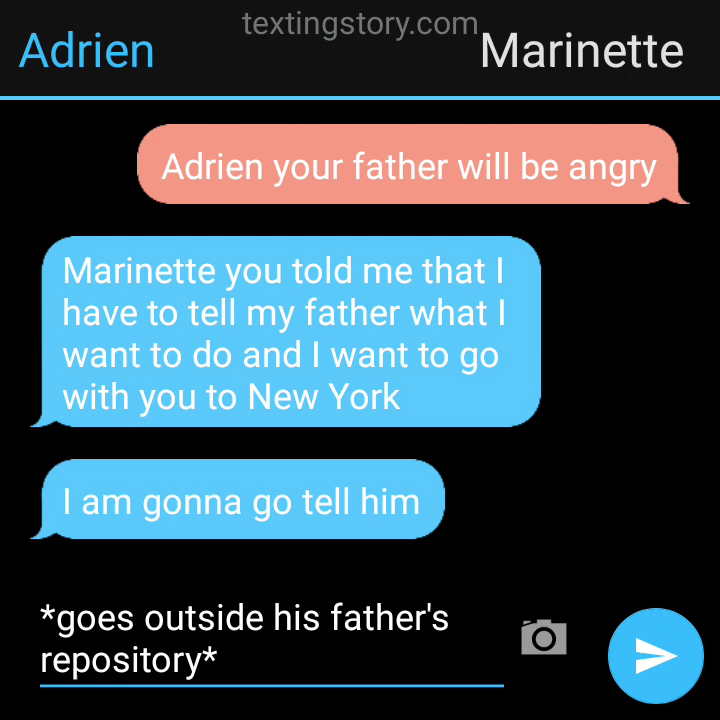 textingstory.com
Adrien
Marinette
Adrien your father will be angry
Marinette you told me that I
have to tell my father what I
want to do and I want to go
with you to New York
I am gonna go tell him
*goes outside his father's
repository*